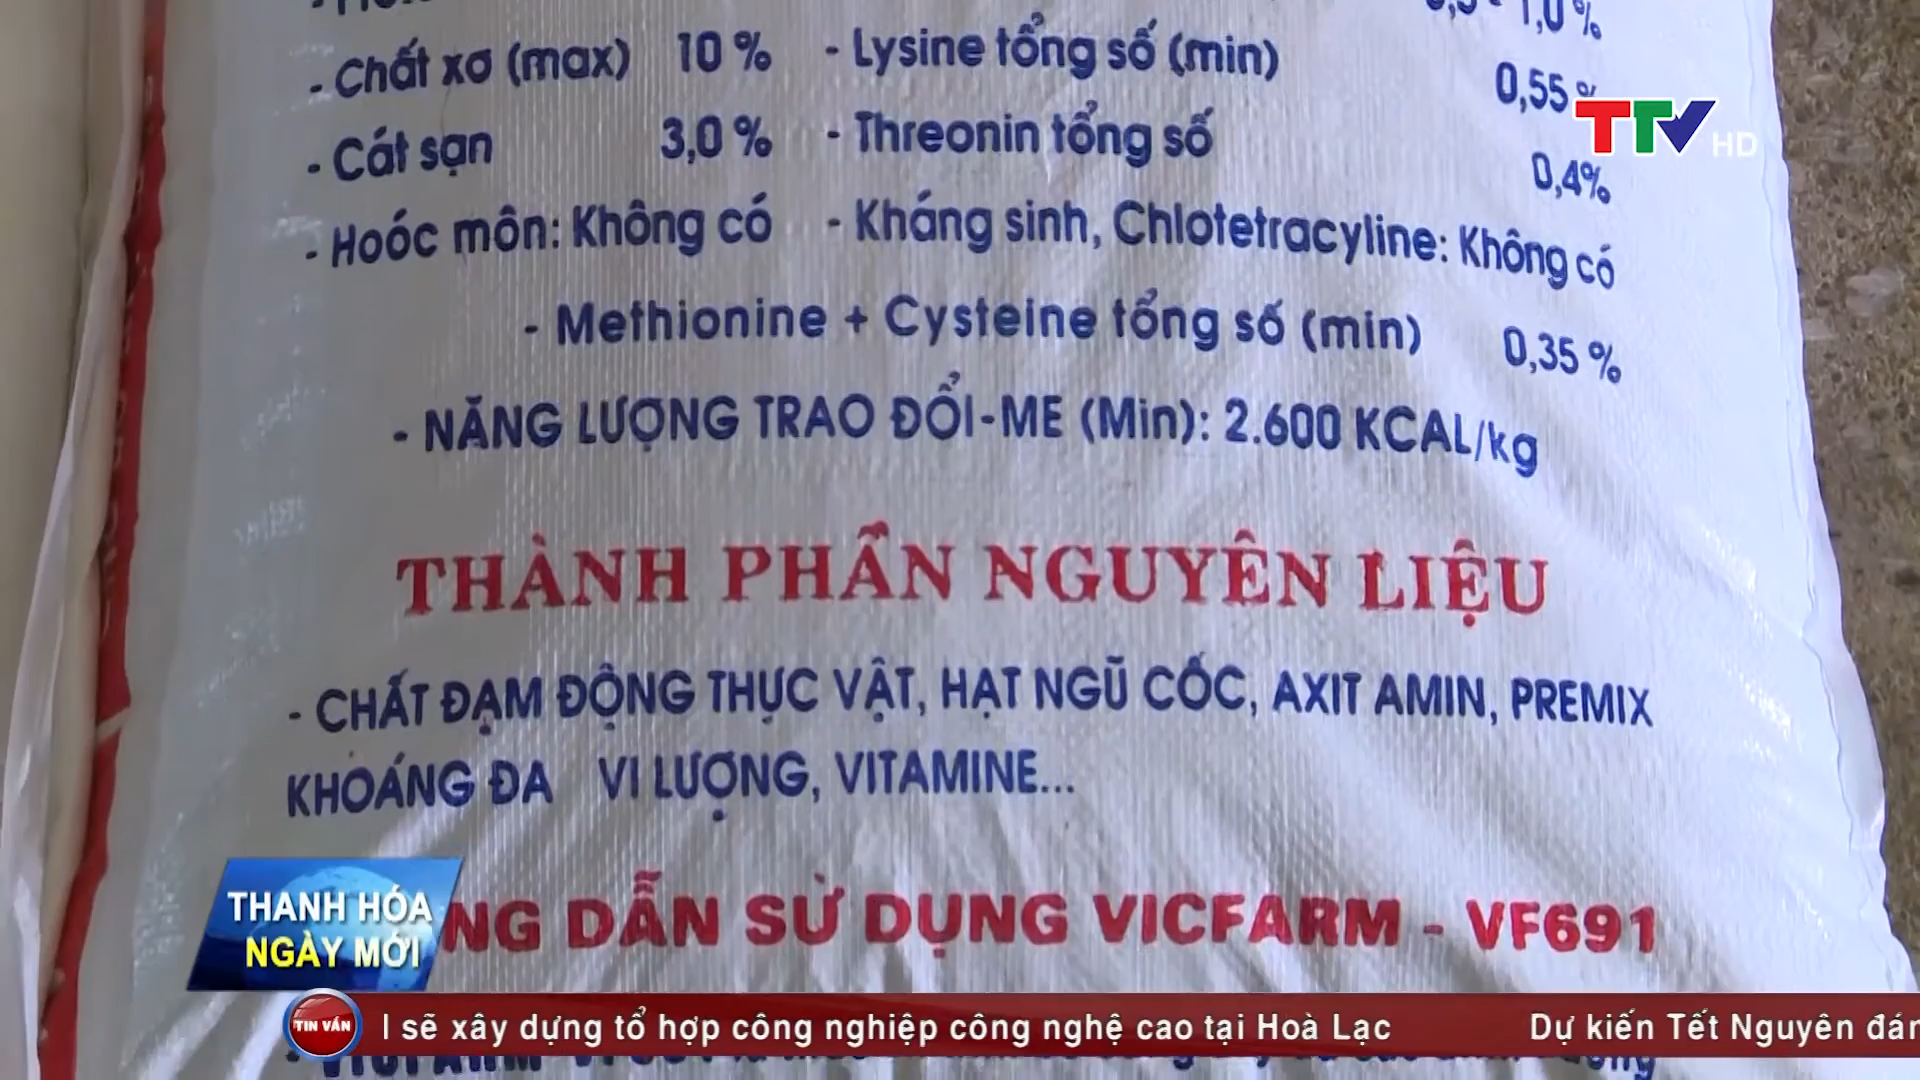 1,0%
- Chất xơ (max) 10 % - Lysine tổng số (min) 0,55 %
- Cát sạn 3,0 % - Threonin tổng số 0,4%
- Hoóc môn: Không có - Kháng sinh, Chlotetracyline: Không có
- Methionine + Cysteine tổng số (min) 0,35 %
- NĂNG LƯỢNG TRAO ĐỔI-ME (Min): 2.600 KCAL/kg
THÀNH PHẦN NGUYÊN LIỆU
- CHẤT ĐẠM ĐỘNG THỰC VẬT, HẠT NGŨ CỐC, AXIT AMIN, PREMIX
KHOÁNG ĐA VI LƯỢNG, VITAMINE...
NG DẪN SỬ DỤNG VICFARM - VF691
TTV HD
THANH HÓA
NGÀY MỚI
TIN VẮN
I sẽ xây dựng tổ hợp công nghiệp công nghệ cao tại Hoà Lạc Dự kiến Tết Nguyên đán